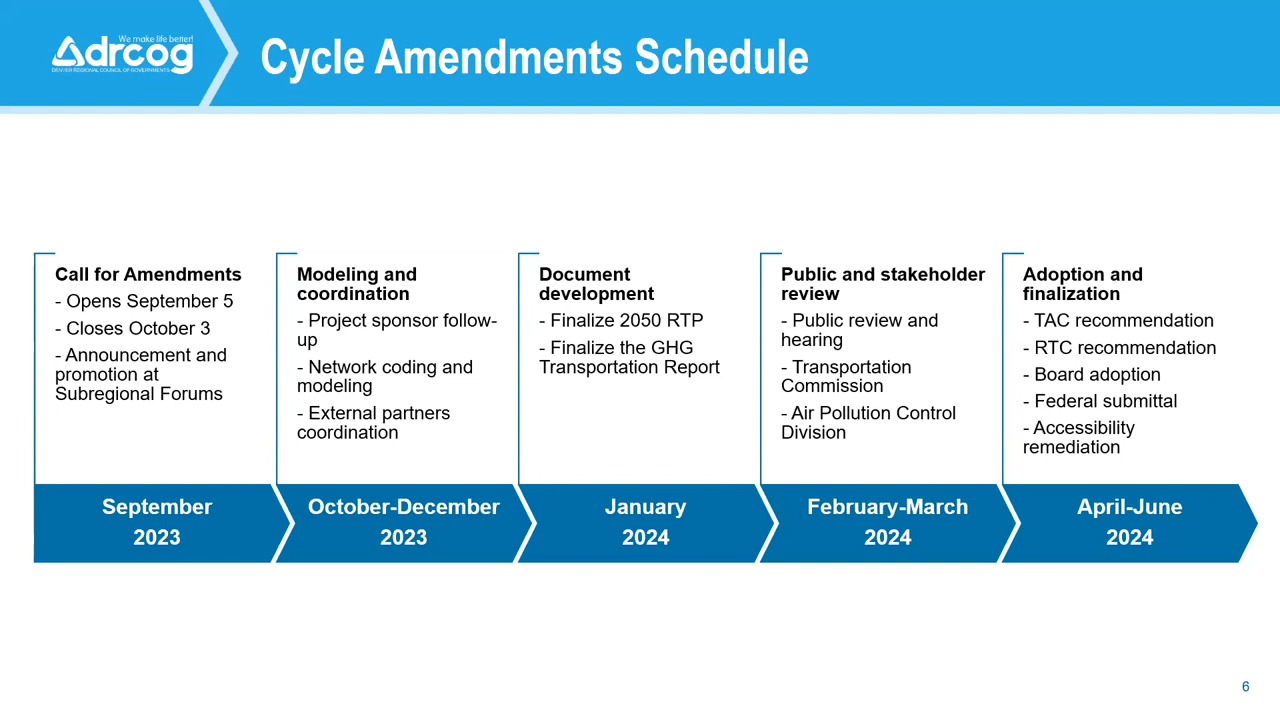 We make life better!
drcog
DENVER REGIONAL COUNCIL OF GOVERNMENTS
Cycle Amendments Schedule
Call for Amendments
- Opens September 5
- Closes October 3
- Announcement and
promotion at
Subregional Forums
Modeling and
coordination
- Project sponsor follow-
up
- Network coding and
modeling
- External partners
coordination
Document
development
- Finalize 2050 RTP
- Finalize the GHG
Transportation Report
Public and stakeholder
review
- Public review and
hearing
- Transportation
Commission
- Air Pollution Control
Division
Adoption and
finalization
- TAC recommendation
- RTC recommendation
- Board adoption
- Federal submittal
- Accessibility
remediation
September
2023
October-December
2023
January
2024
February-March
2024
April-June
2024
6